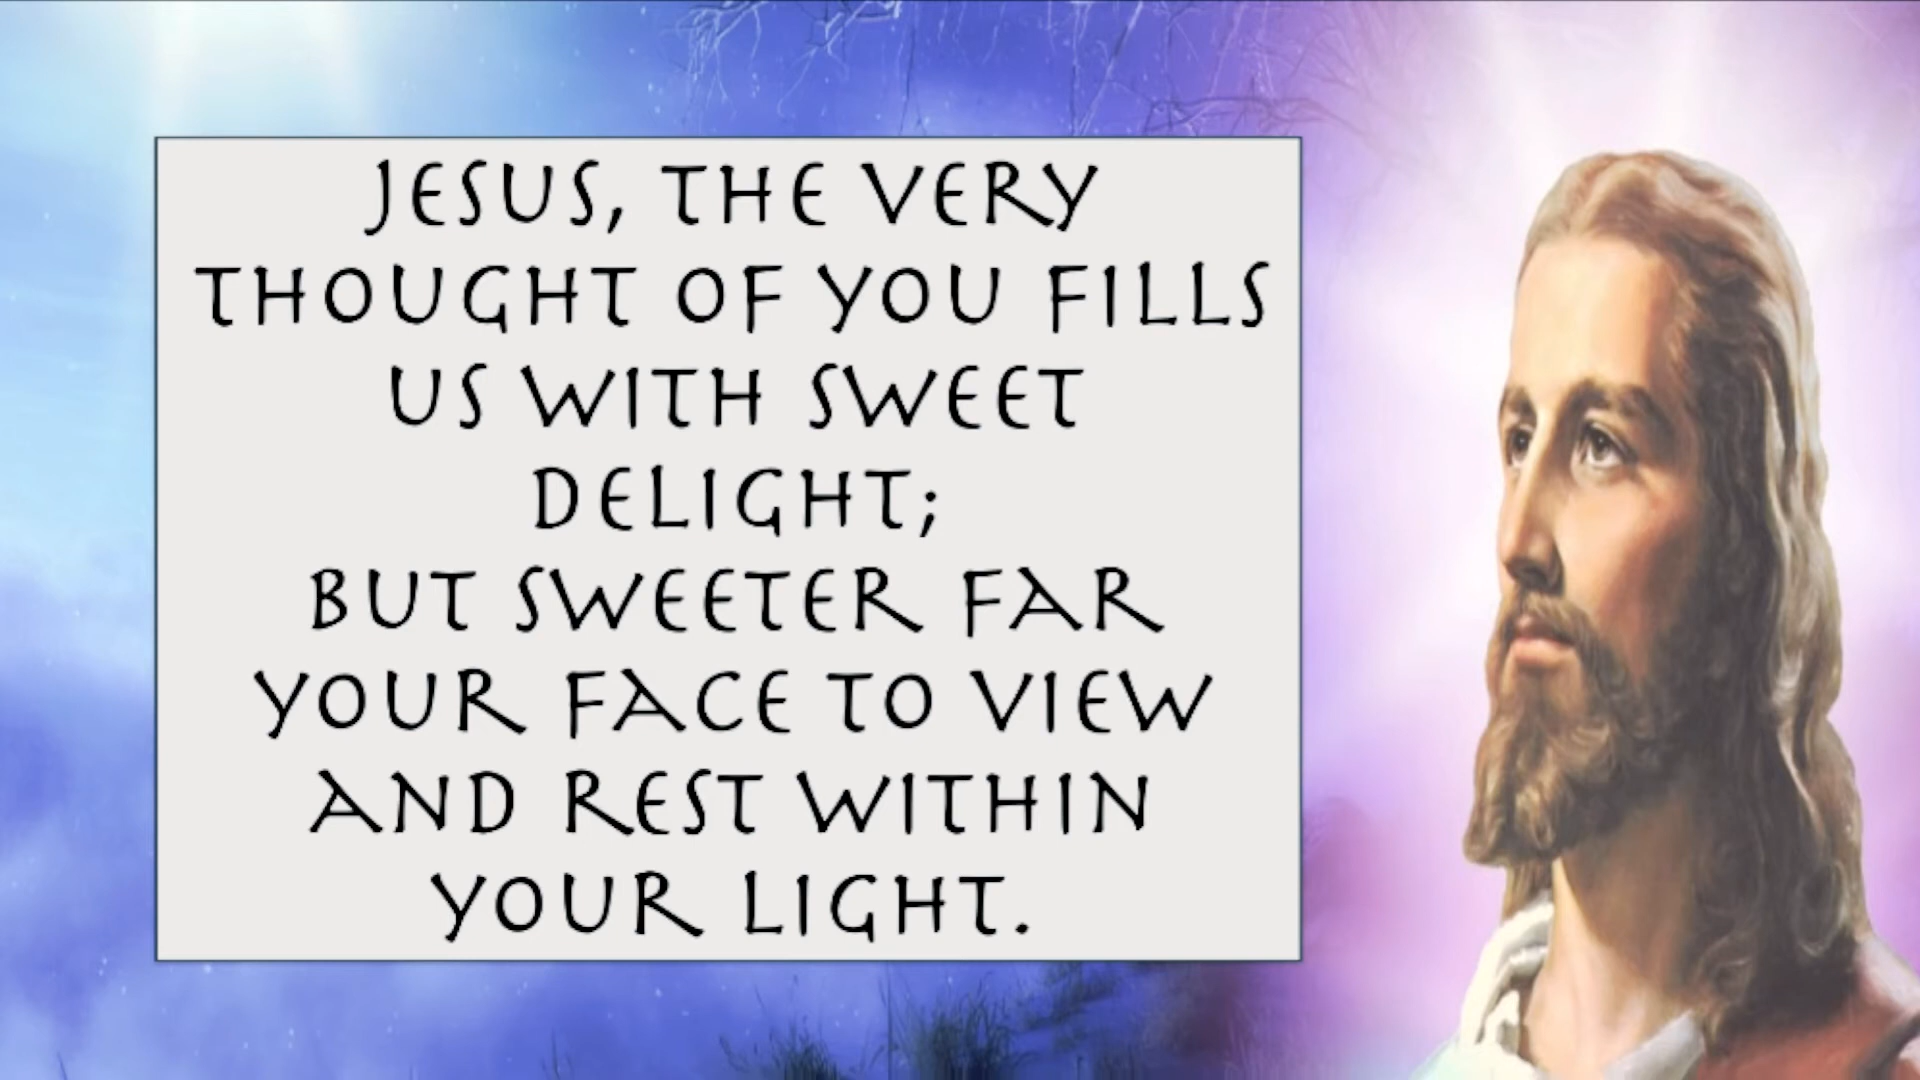 JESUS, THE VERY
THOUGHT OF YOU FILLS
US WITH SWEET
DELIGHT;
BUT SWEETER FAR
YOUR FACE TO VIEW
AND REST WITHIN
YOUR LIGHT.